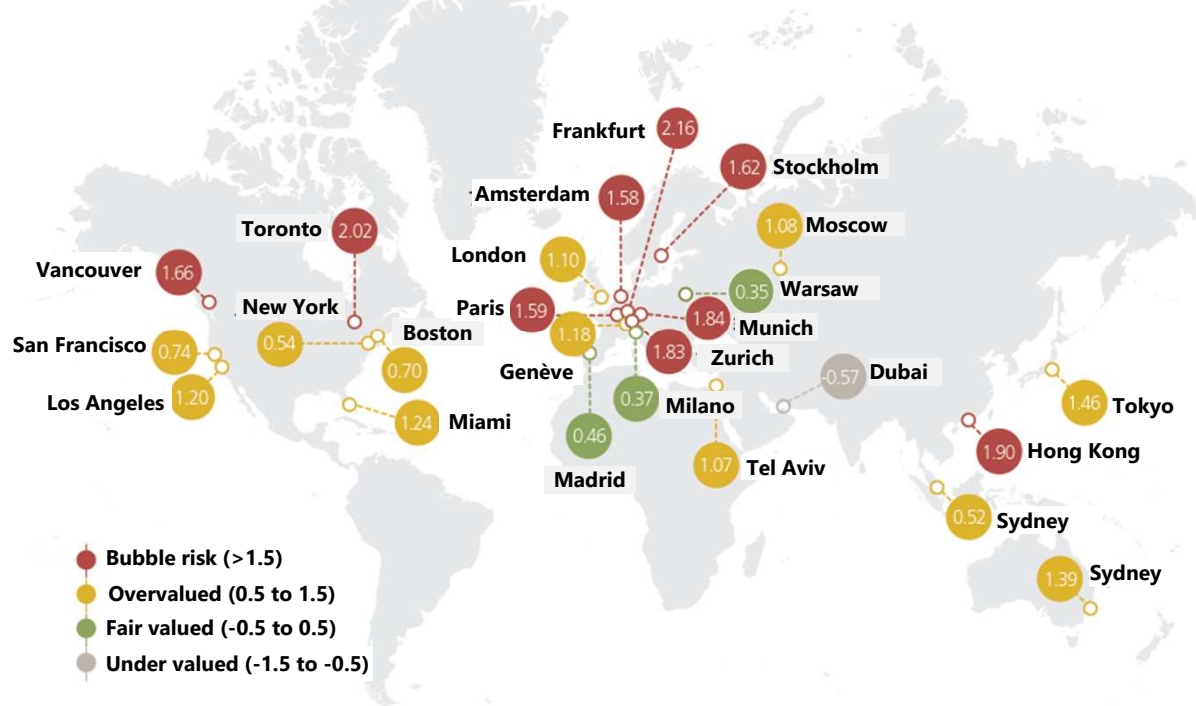 Frankfurt 2.16
Stockholm 1.62
Amsterdam 1.58
Moscow 1.08
Toronto 2.02
London 1.10
Vancouver 1.66
Warsaw 0.35
Paris 1.59
New York 0.54
Munich 1.84
Boston 0.70
Genève 1.18
San Francisco 0.74
Zurich 1.83
Dubai -0.57
Los Angeles 1.20
Milano 0.37
Tokyo 1.46
Miami 1.24
Madrid 0.46
Hong Kong 1.90
Tel Aviv 1.07
Sydney 0.52
Sydney 1.39
Bubble risk (>1.5)
Overvalued (0.5 to 1.5)
Fair valued (-0.5 to 0.5)
Under valued (-1.5 to -0.5)